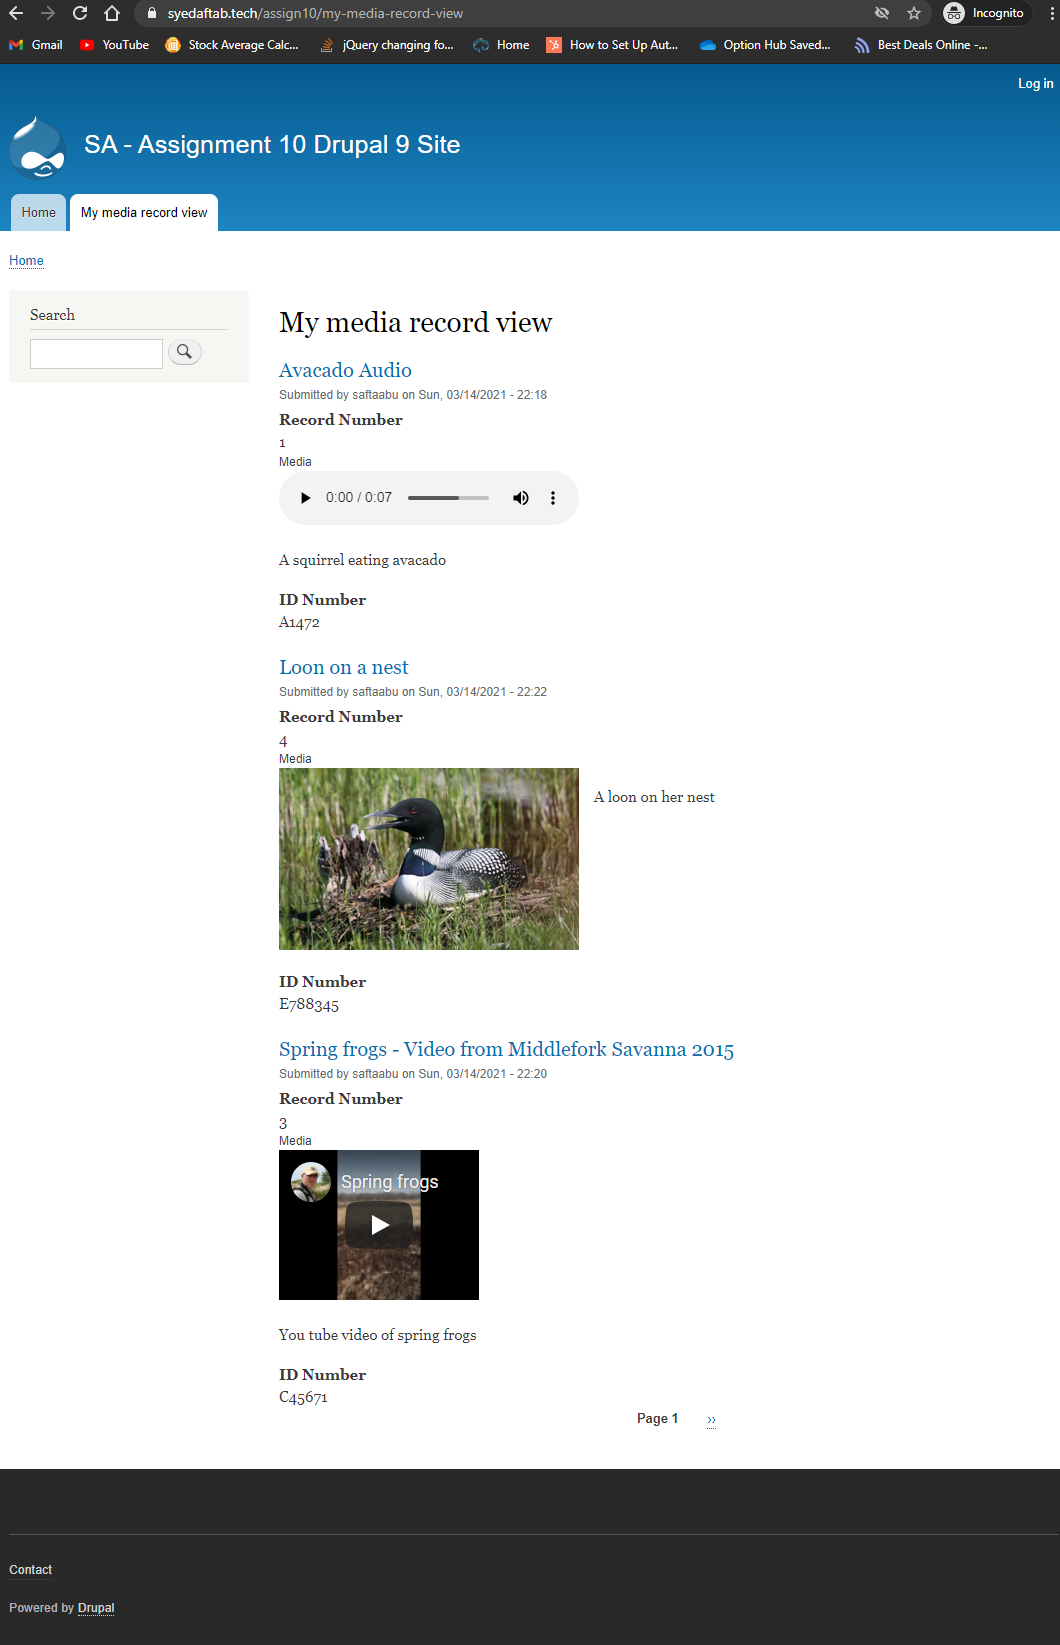 syedaftab.tech/assign10/my-media-record-view
Incognito
Gmail
YouTube
Stock Average Calc...
jQuery changing fo...
Home
How to Set Up Aut...
Option Hub Saved...
Best Deals Online -...
Log in
SA - Assignment 10 Drupal 9 Site
Home
My media record view
Home
Search
My media record view
Avacado Audio
Submitted by saftaabu on Sun, 03/14/2021 - 22:18
Record Number
1
Media
0:00 / 0:07
A squirrel eating avacado
ID Number
A1472
Loon on a nest
Submitted by saftaabu on Sun, 03/14/2021 - 22:22
Record Number
4
Media
A loon on her nest
ID Number
E788345
Spring frogs - Video from Middlefork Savanna 2015
Submitted by saftaabu on Sun, 03/14/2021 - 22:20
Record Number
3
Media
Spring frogs
You tube video of spring frogs
ID Number
C45671
Page 1 ››
Contact
Powered by Drupal